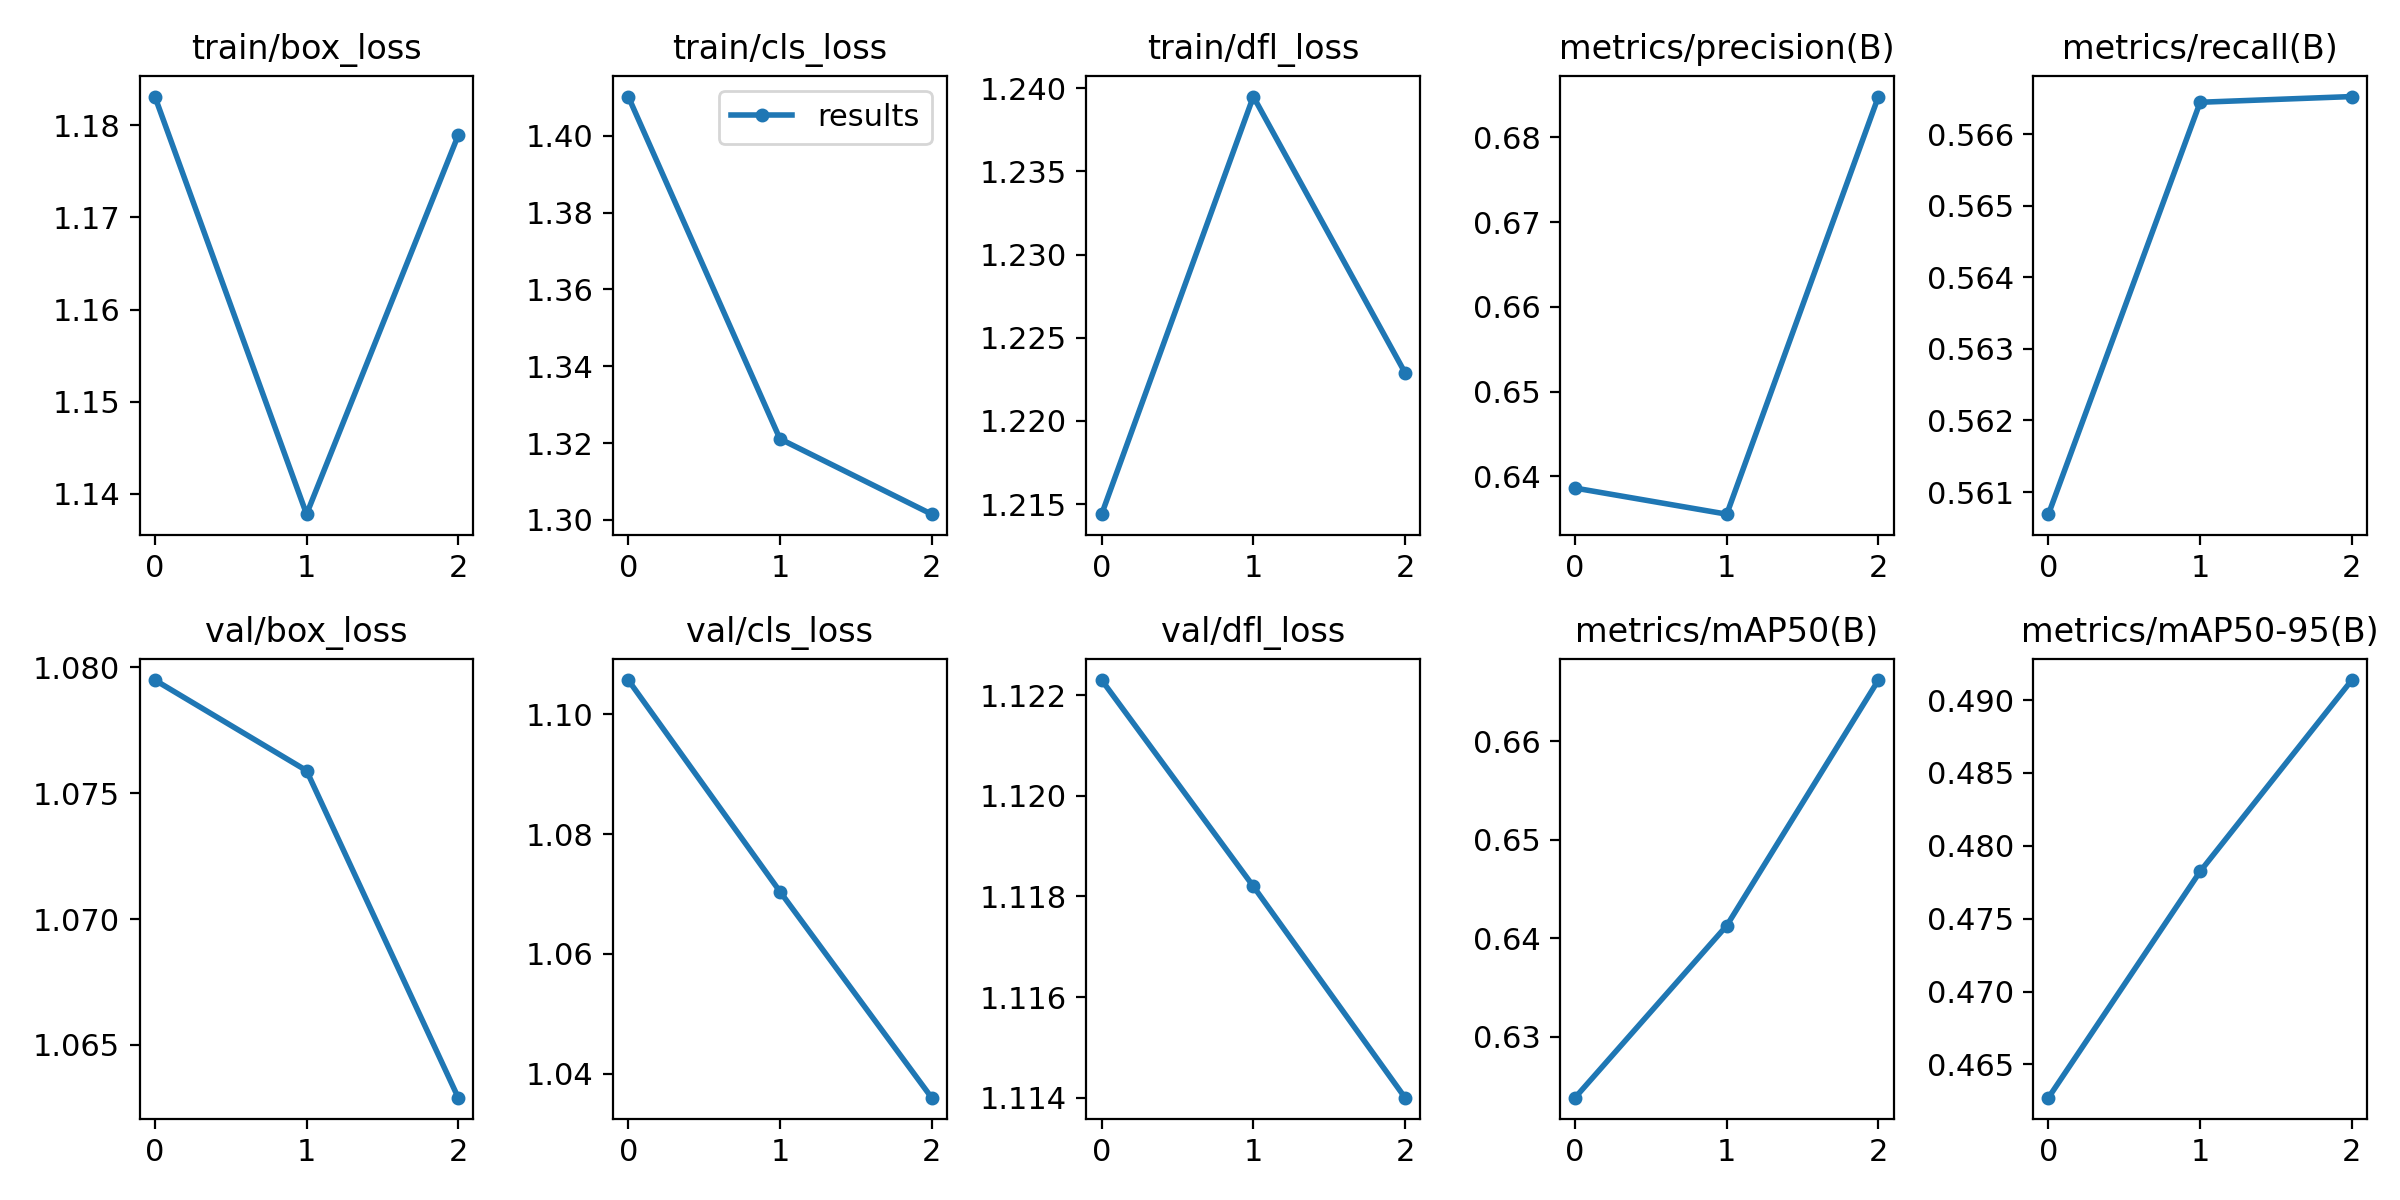 train/box_loss
1.18
1.17
1.16
1.15
1.14
0 1 2
train/cls_loss
results
1.40
1.38
1.36
1.34
1.32
1.30
0 1 2
train/dfl_loss
1.240
1.235
1.230
1.225
1.220
1.215
0 1 2
metrics/precision(B)
0.68
0.67
0.66
0.65
0.64
0 1 2
metrics/recall(B)
0.566
0.565
0.564
0.563
0.562
0.561
0 1 2
val/box_loss
1.080
1.075
1.070
1.065
0 1 2
val/cls_loss
1.10
1.08
1.06
1.04
0 1 2
val/dfl_loss
1.122
1.120
1.118
1.116
1.114
0 1 2
metrics/mAP50(B)
0.66
0.65
0.64
0.63
0 1 2
metrics/mAP50-95(B)
0.490
0.485
0.480
0.475
0.470
0.465
0 1 2